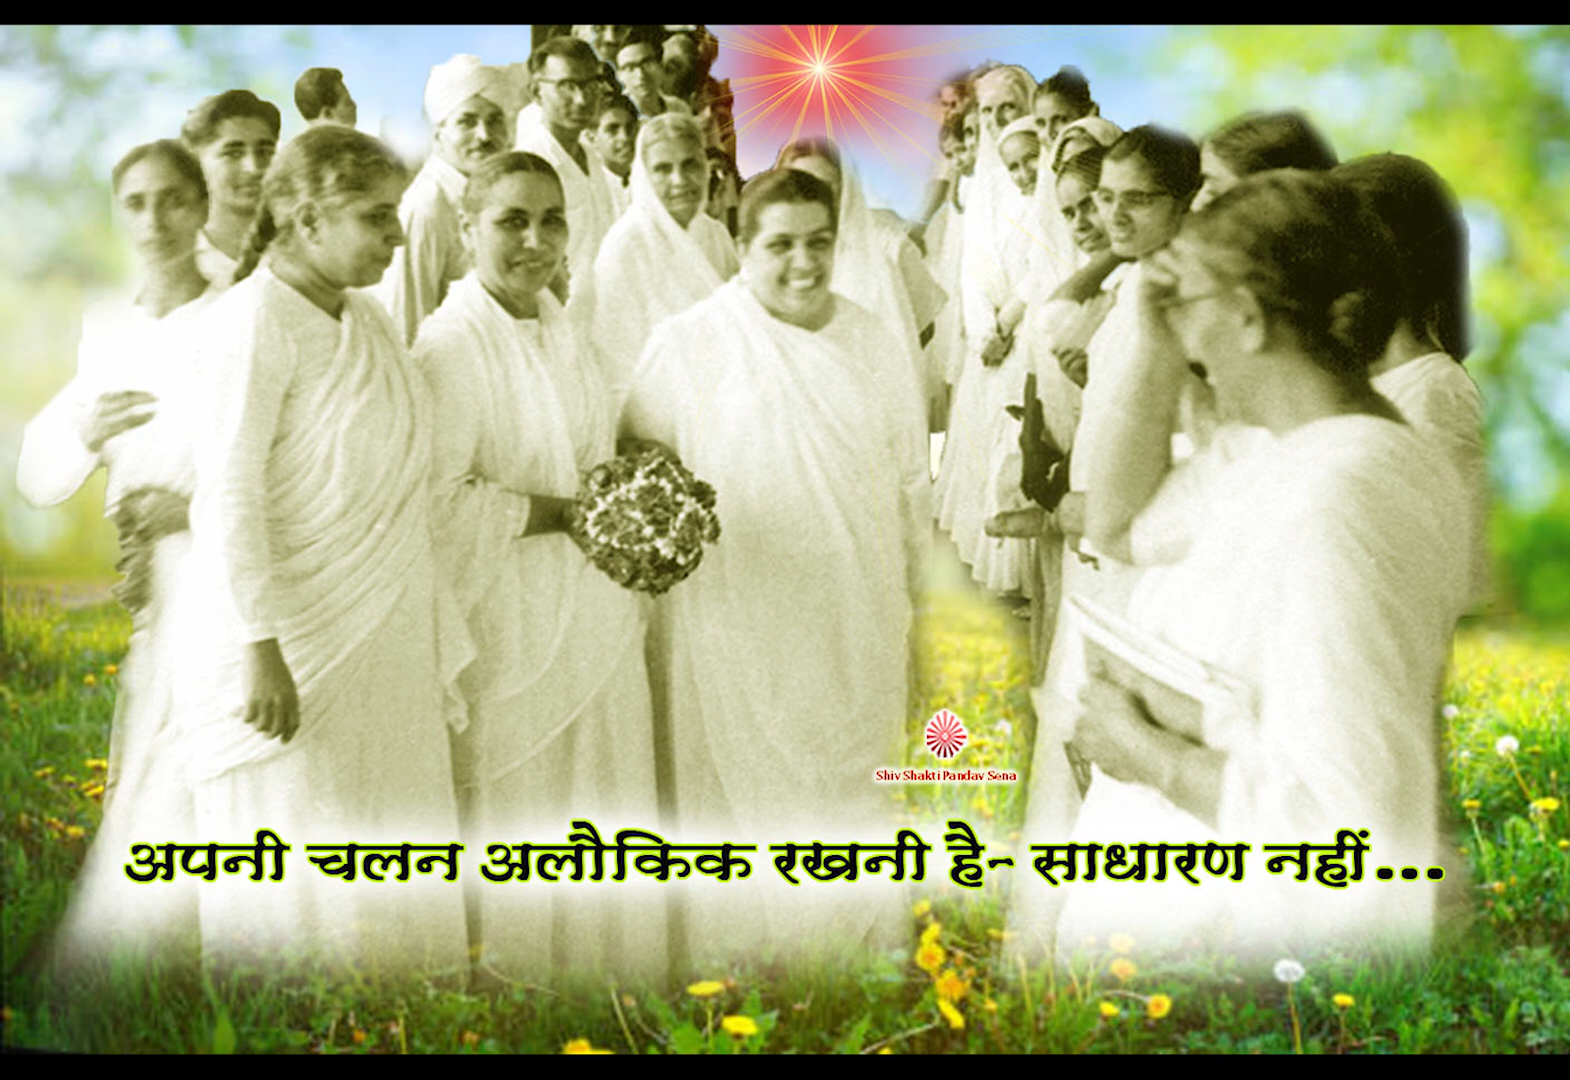 Shiv Shakti Pandav Sena
अपनी चलन अलौकिक रखनी है- साधारण नहीं...